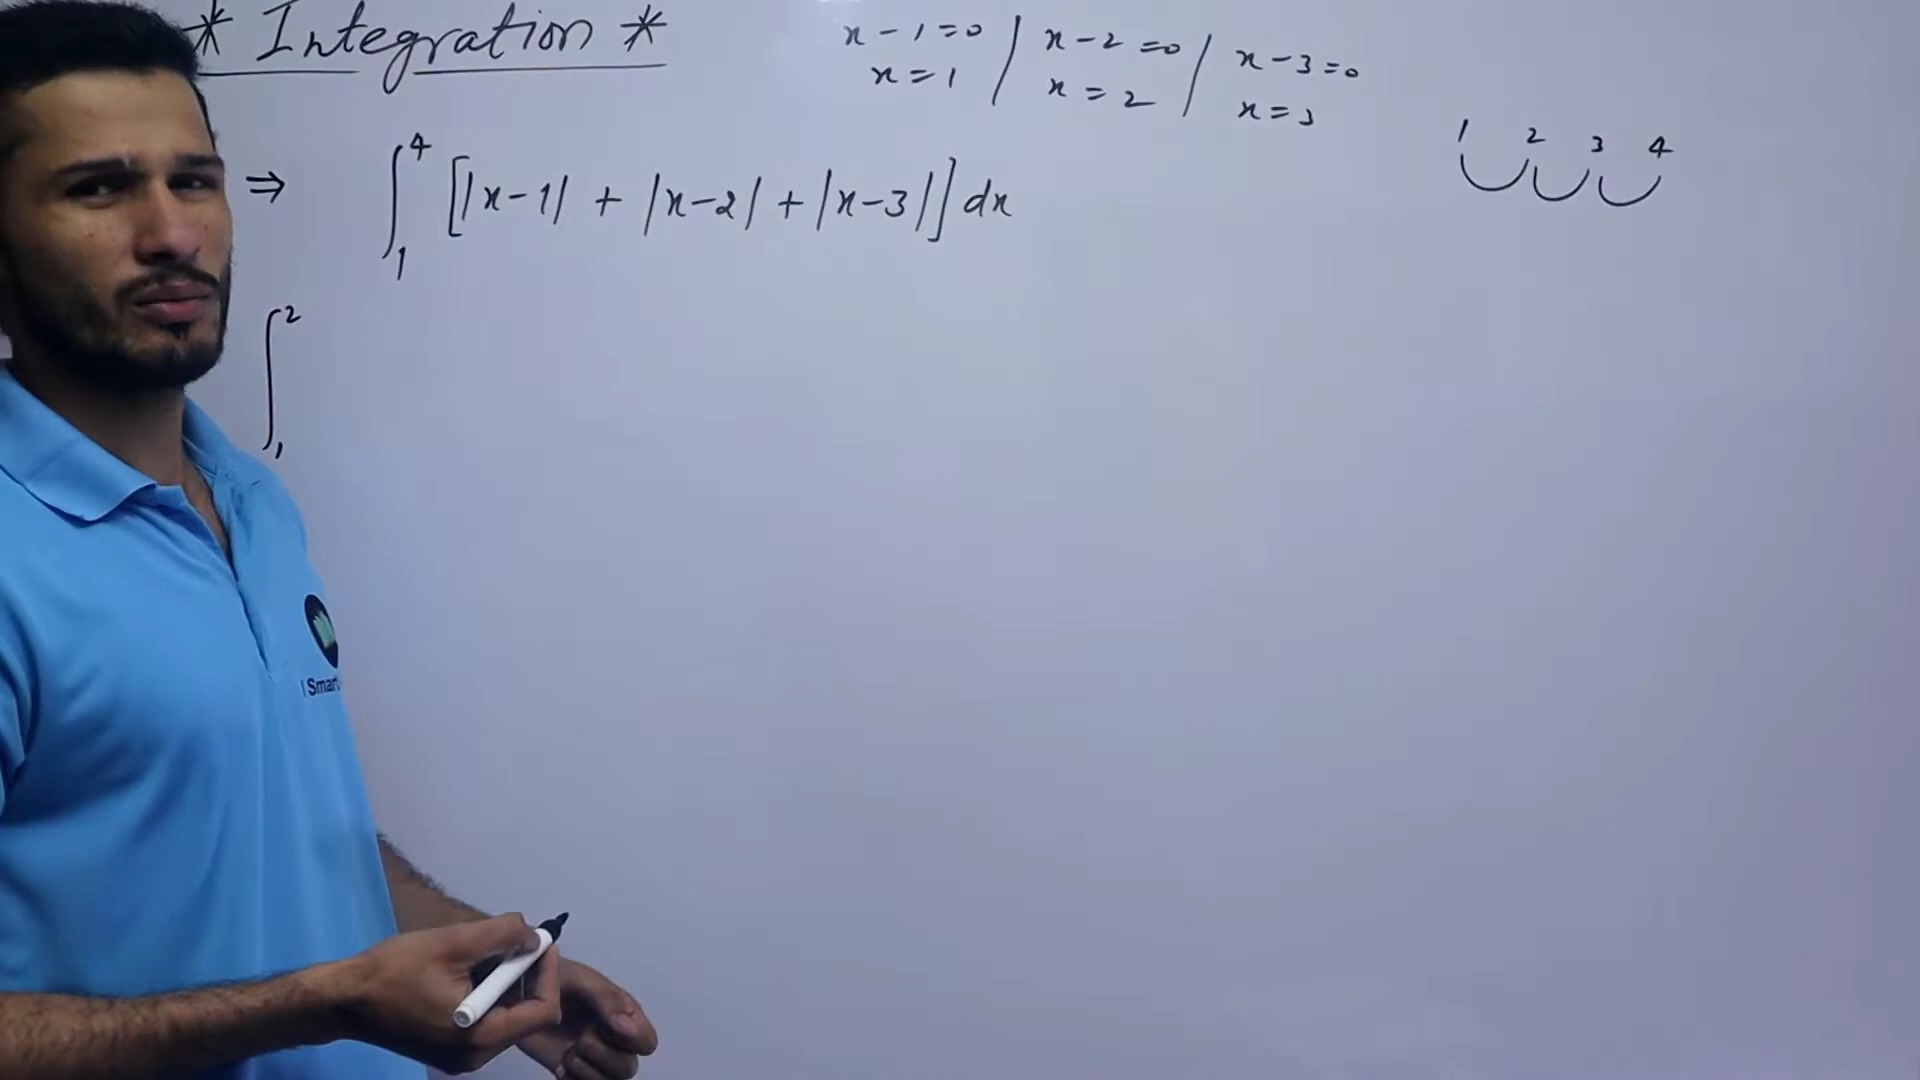 * Integration *
x - 1 = 0 / x - 2 = 0 / x - 3 = 0
x = 1 / x = 2 / x = 3
1 2 3 4
⇒ ∫₁⁴ [|x-1| + |x-2| + |x-3|] dx
∫₁²
Smart